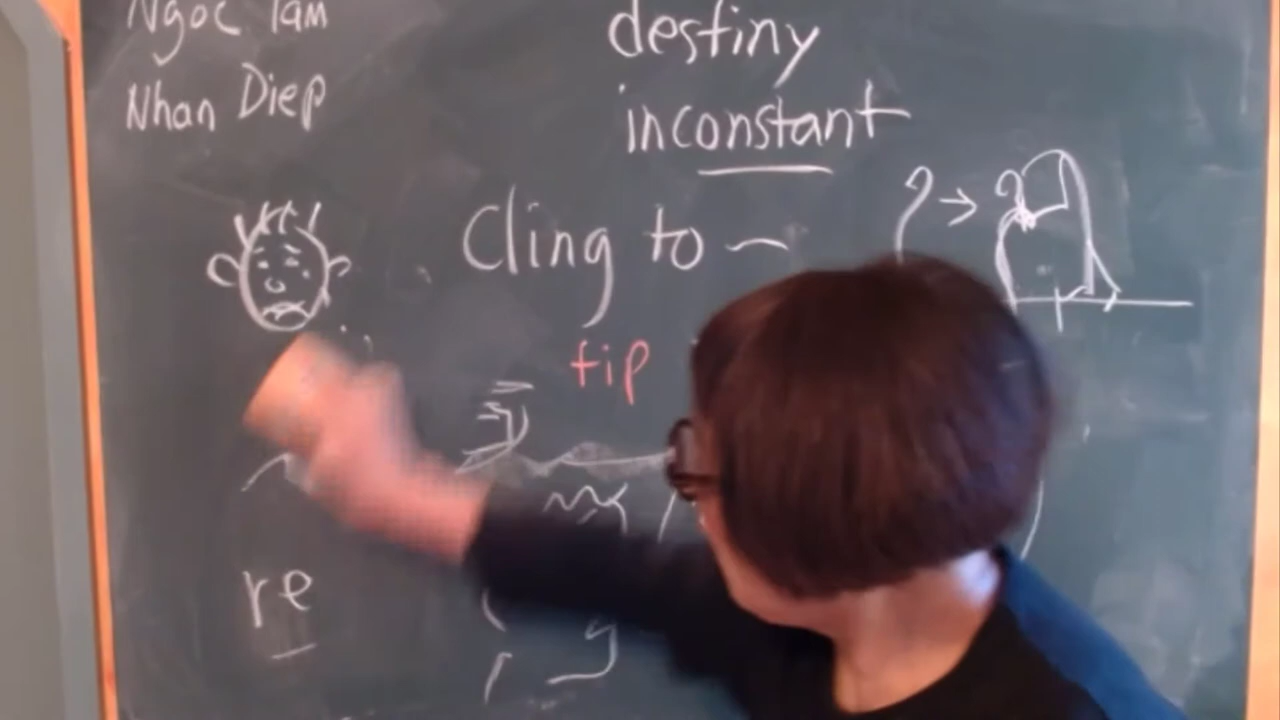 Ngoc Tam
Nhan Diep
destiny
inconstant
Cling to ~
tip
re